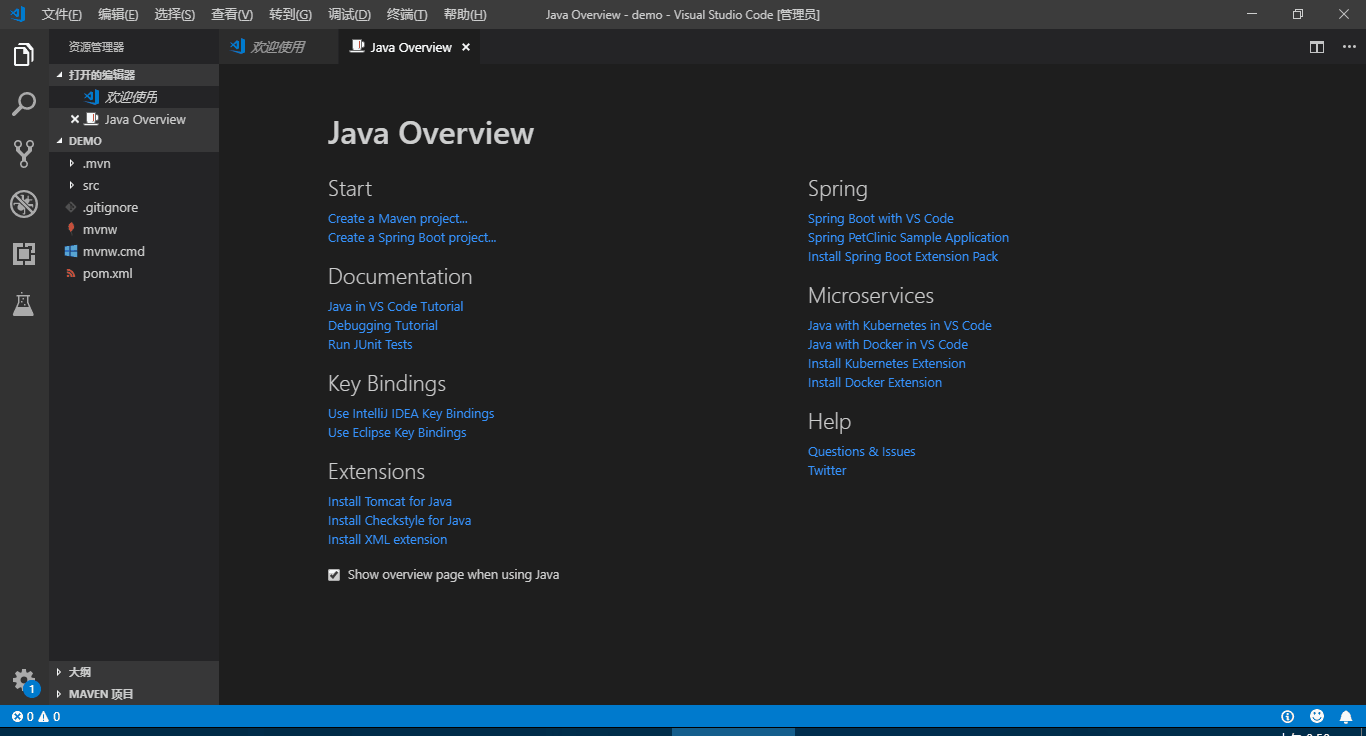 文件(F) 编辑(E) 选择(S) 查看(V) 转到(G) 调试(D) 终端(T) 帮助(H) Java Overview - demo - Visual Studio Code [管理员]
资源管理器
欢迎使用
Java Overview
打开的编辑器
欢迎使用
Java Overview
DEMO
.mvn
src
.gitignore
mvnw
mvnw.cmd
pom.xml
大纲
MAVEN 项目
Java Overview
Start
Create a Maven project...
Create a Spring Boot project...
Documentation
Java in VS Code Tutorial
Debugging Tutorial
Run JUnit Tests
Key Bindings
Use IntelliJ IDEA Key Bindings
Use Eclipse Key Bindings
Extensions
Install Tomcat for Java
Install Checkstyle for Java
Install XML extension
Show overview page when using Java
Spring
Spring Boot with VS Code
Spring PetClinic Sample Application
Install Spring Boot Extension Pack
Microservices
Java with Kubernetes in VS Code
Java with Docker in VS Code
Install Kubernetes Extension
Install Docker Extension
Help
Questions & Issues
Twitter
1
0 0